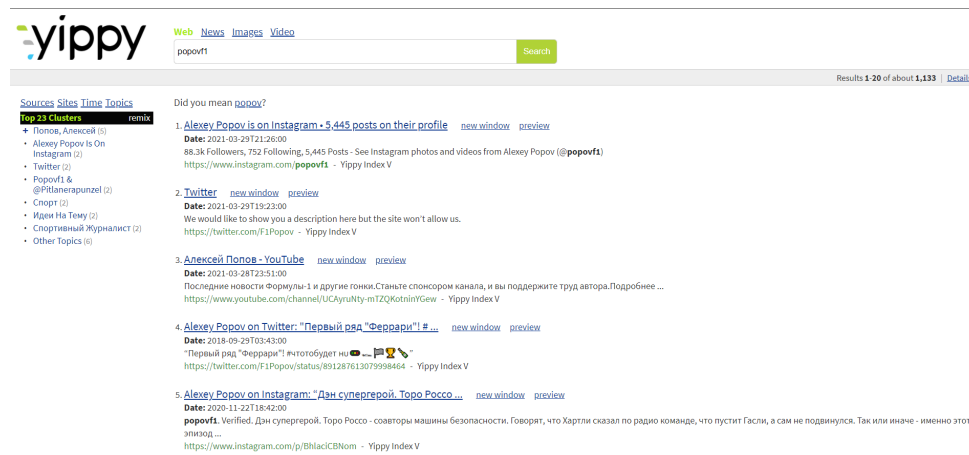 yippy
Web News Images Video
popovf1 Search
Results 1-20 of about 1,133 | Details
Sources Sites Time Topics
Top 23 Clusters remix
+ Попов, Алексей (5)
• Alexey Popov Is On
Instagram (2)
• Twitter (2)
• Popovf1 &
@Pitlanerapunzel (2)
• Спорт (2)
• Идеи На Тему (2)
• Спортивный Журналист (2)
• Other Topics (6)
Did you mean popov?
1. Alexey Popov is on Instagram • 5,445 posts on their profile new window preview
Date: 2021-03-29T21:26:00
88.3k Followers, 752 Following, 5,445 Posts - See Instagram photos and videos from Alexey Popov (@popovf1)
https://www.instagram.com/popovf1 - Yippy Index V
2. Twitter new window preview
Date: 2021-03-29T19:23:00
We would like to show you a description here but the site won't allow us.
https://twitter.com/F1Popov - Yippy Index V
3. Алексей Попов - YouTube new window preview
Date: 2021-03-28T23:51:00
Последние новости Формулы-1 и другие гонки.Станьте спонсором канала, и вы поддержите труд автора.Подробнее ...
https://www.youtube.com/channel/UCAyruNty-mTZQKotninYGew - Yippy Index V
4. Alexey Popov on Twitter: "Первый ряд "Феррари"! # ... new window preview
Date: 2018-09-29T03:43:00
"Первый ряд "Феррари"! #чтотобудет ни🚥🏎🏁🏆🍾"
https://twitter.com/F1Popov/status/891287613079998464 - Yippy Index V
5. Alexey Popov on Instagram: “Дэн супергерой. Торо Россо ... new window preview
Date: 2020-11-22T18:42:00
popovf1. Verified. Дэн супергерой. Торо Россо - соавторы машины безопасности. Говорят, что Хартли сказал по радио команде, что пустит Гасли, а сам не подвинулся. Так или иначе - именно этот
эпизод ...
https://www.instagram.com/p/BhlaciCBNom - Yippy Index V